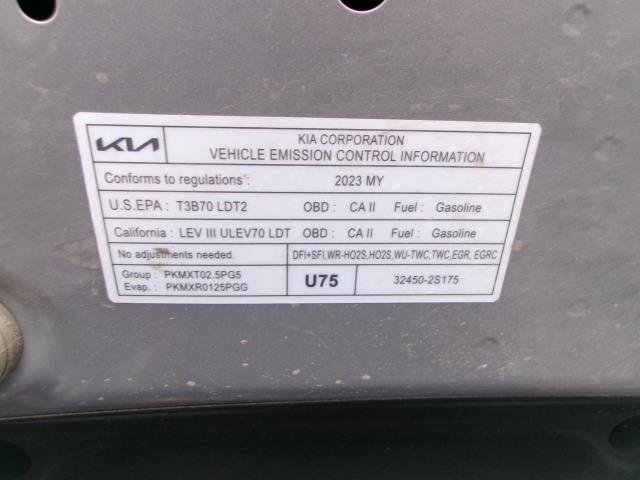 KIA KIA CORPORATION
VEHICLE EMISSION CONTROL INFORMATION
Conforms to regulations : 2023 MY
U.S.EPA : T3B70 LDT2 OBD : CA II Fuel : Gasoline
California : LEV III ULEV70 LDT OBD : CA II Fuel : Gasoline
No adjustments needed. DFI+SFI,WR-HO2S,HO2S,WU-TWC,TWC,EGR, EGRC
Group : PKMXT02.5PG5 U75 32450-2S175
Evap. : PKMXR0125PGG